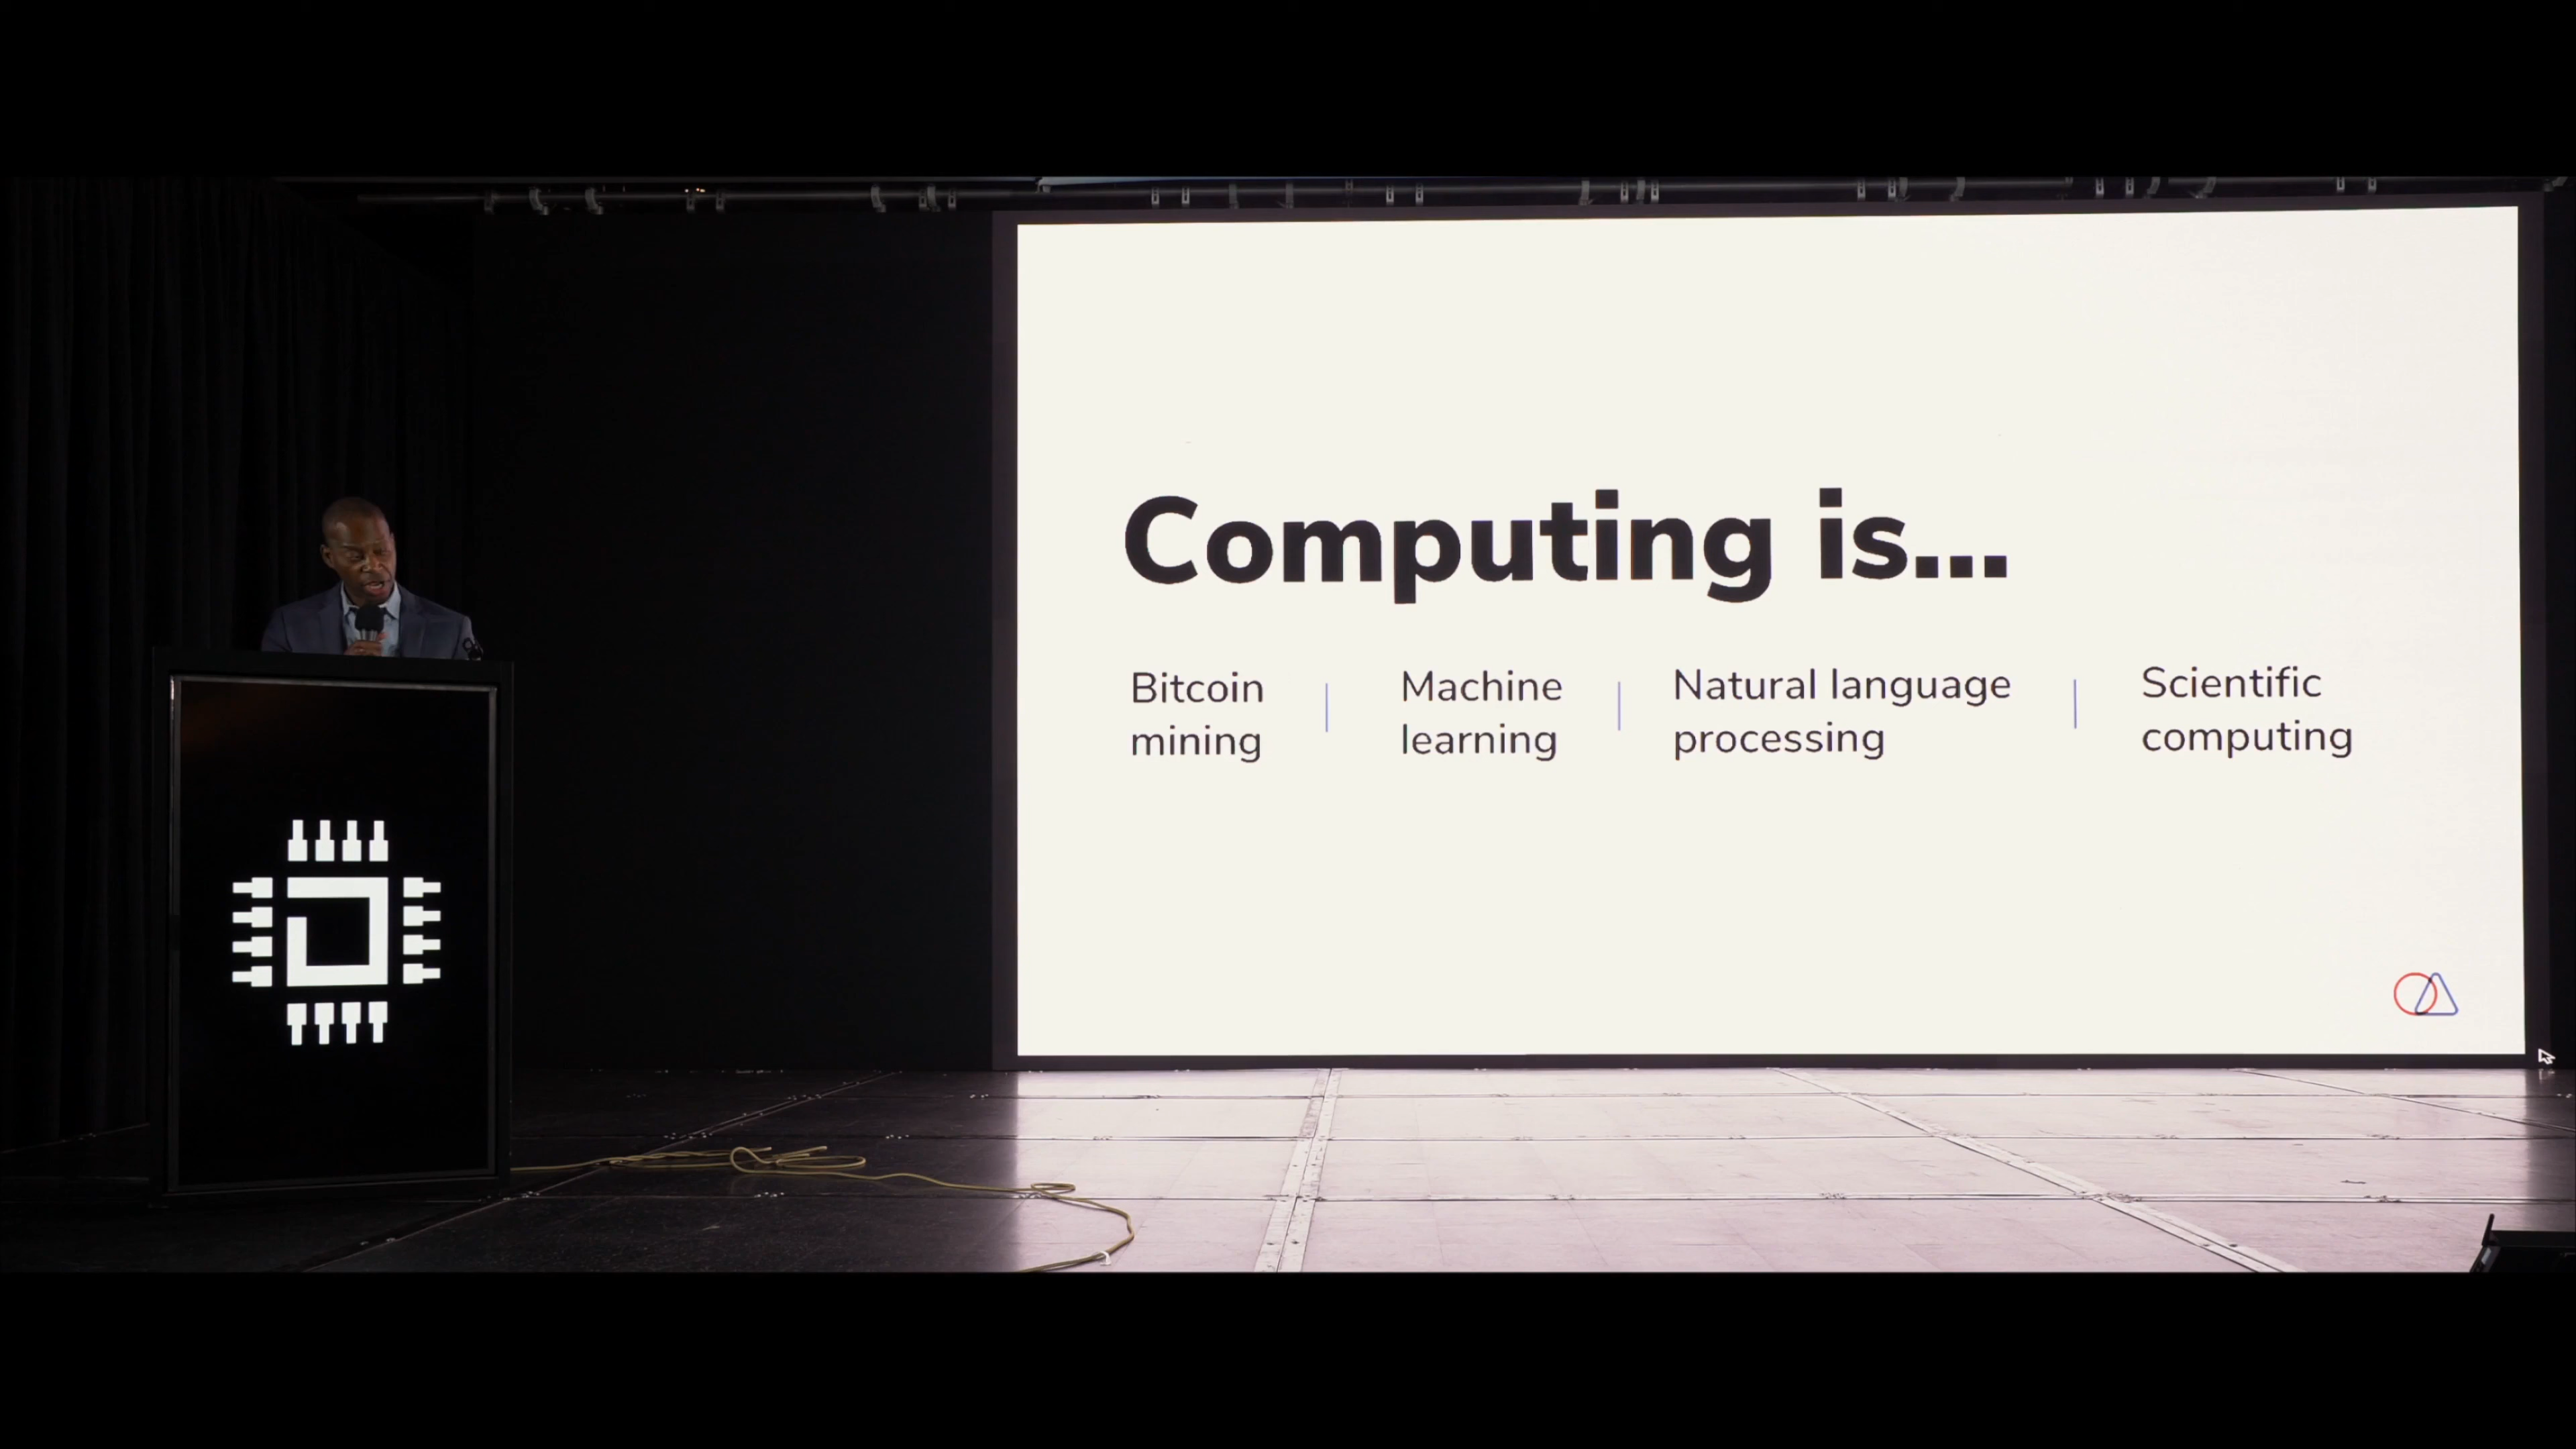 Computing is...
Bitcoin
mining
Machine
learning
Natural language
processing
Scientific
computing